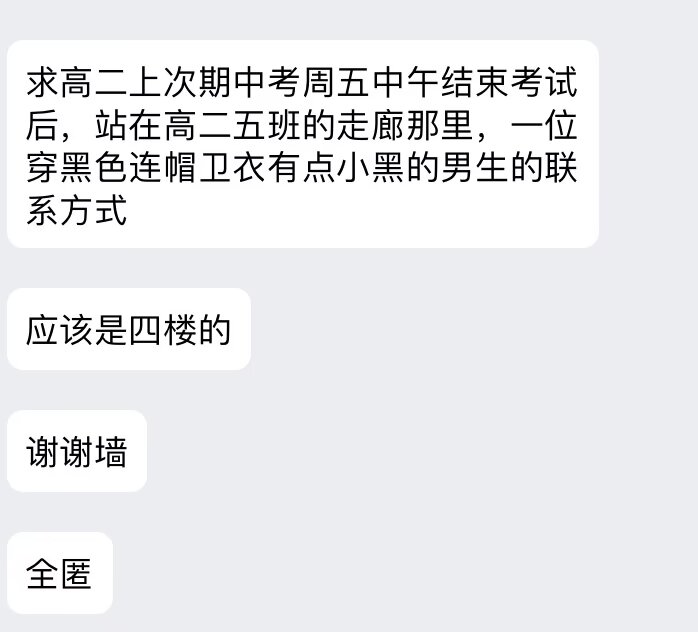 求高二上次期中考周五中午结束考试
后，站在高二五班的走廊那里，一位
穿黑色连帽卫衣有点小黑的男生的联
系方式
应该是四楼的
谢谢墙
全匿